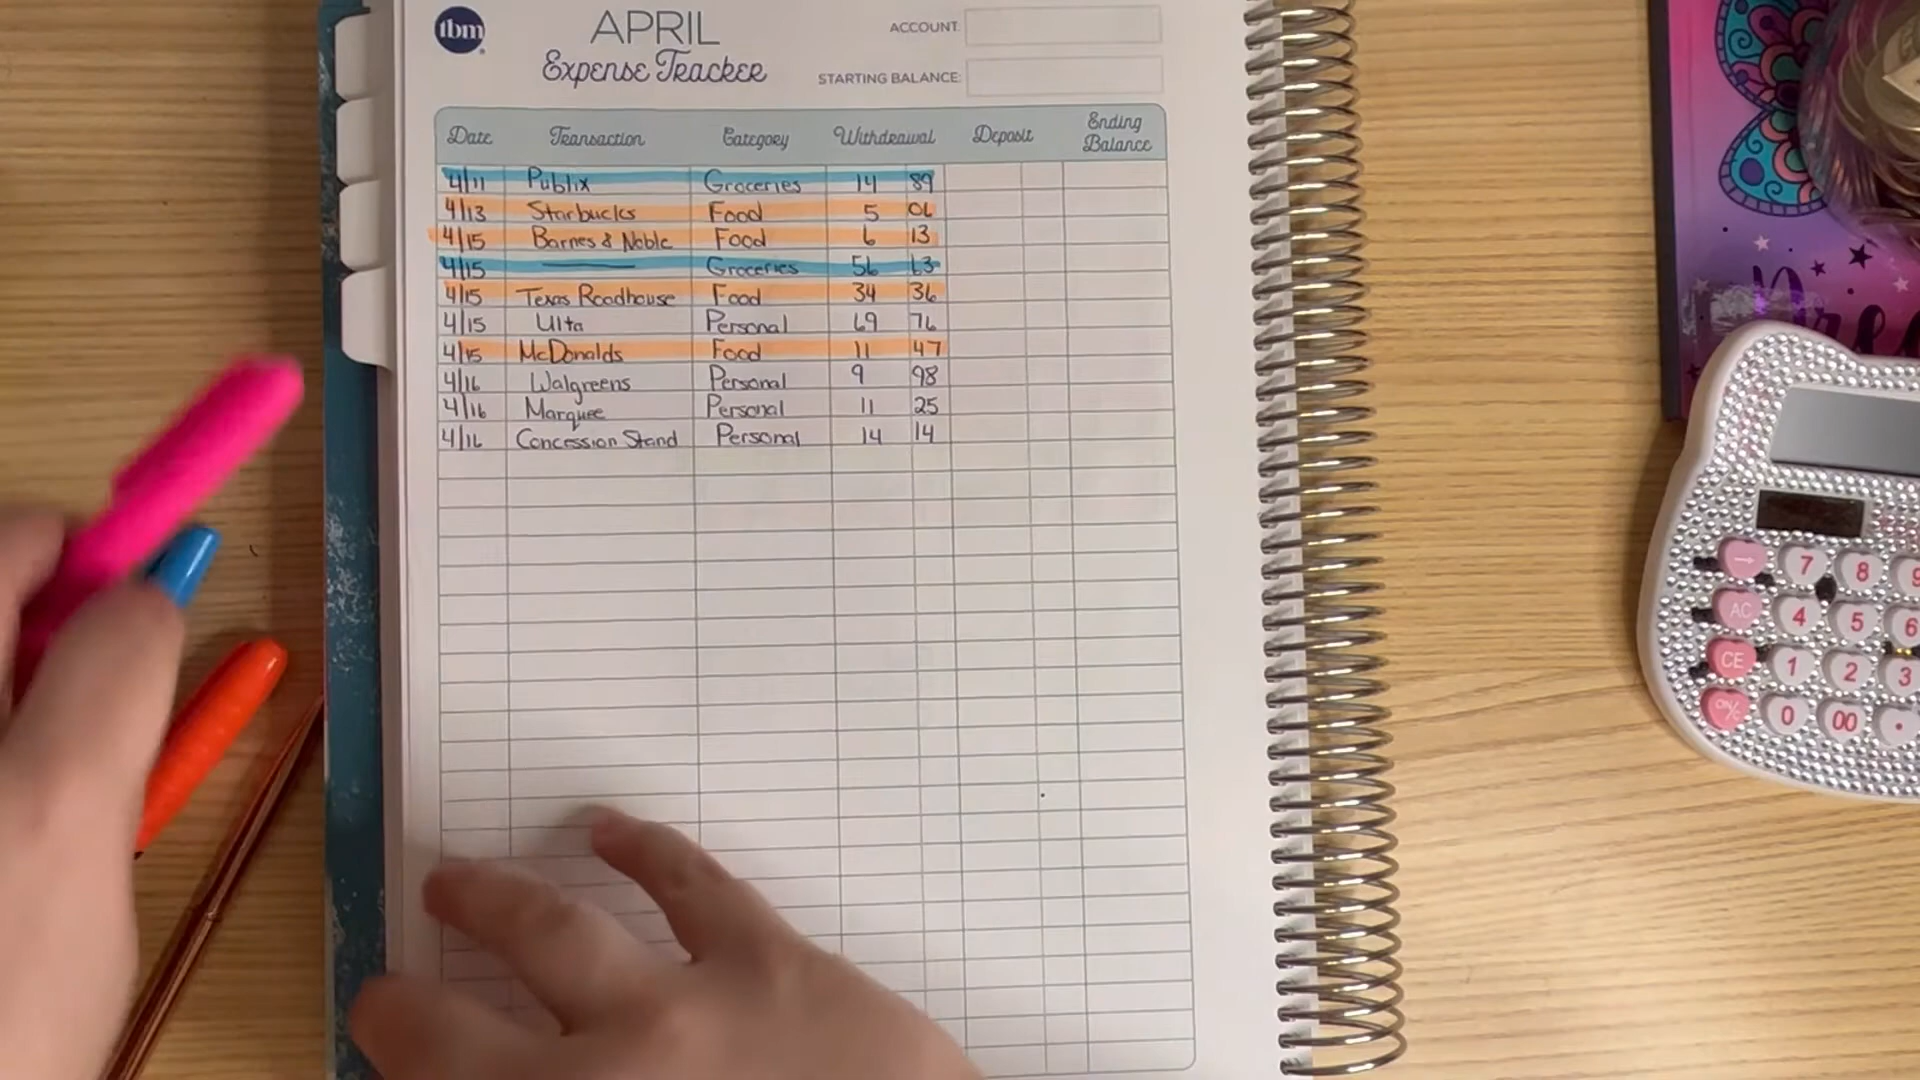 tbm
APRIL
Expense Tracker
ACCOUNT:
STARTING BALANCE:
Date Transaction Category Withdrawal Deposit Ending Balance
4/11 Publix Groceries 14 89
4/13 Starbucks Food 5 06
4/15 Barnes & Noble Food 6 13
4/15 Groceries 56 63
4/15 Texas Roadhouse Food 34 36
4/15 Ulta Personal 69 76
4/15 McDonalds Food 11 47
4/16 Walgreens Personal 9 98
4/16 Marquee Personal 11 25
4/16 Concession Stand Personal 14 14
→ 7 8 9
AC 4 5 6
CE 1 2 3
0 00 .